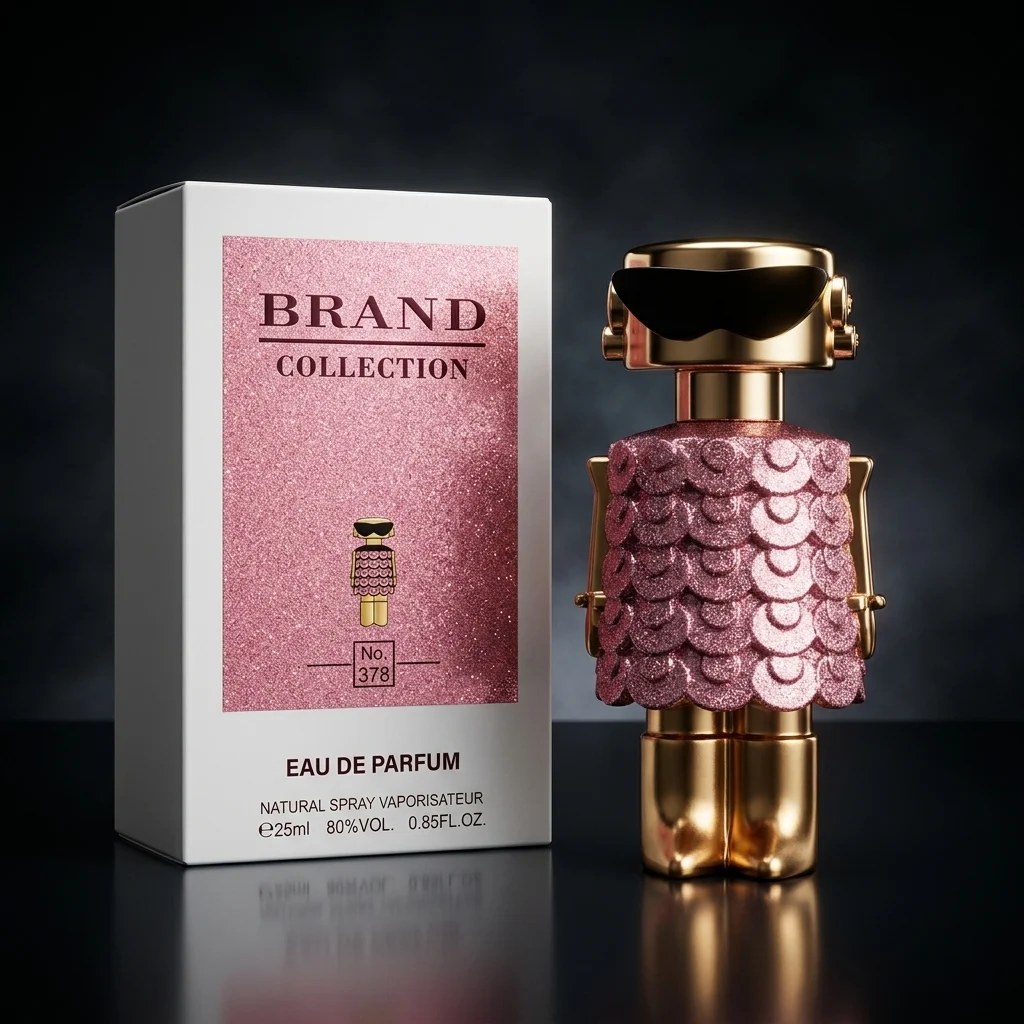 BRAND
COLLECTION
No.
378
EAU DE PARFUM
NATURAL SPRAY VAPORISATEUR
℮25ml 80%VOL. 0.85FL.OZ.